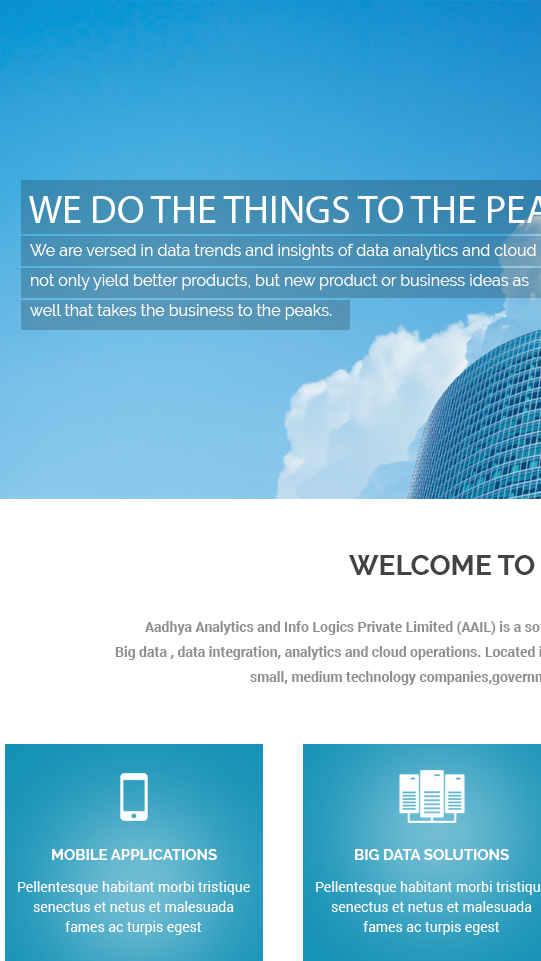 WE DO THE THINGS TO THE PEA
We are versed in data trends and insights of data analytics and cloud
not only yield better products, but new product or business ideas as
well that takes the business to the peaks.
WELCOME TO
Aadhya Analytics and Info Logics Private Limited (AAIL) is a so
Big data , data integration, analytics and cloud operations. Located i
small, medium technology companies,governm
MOBILE APPLICATIONS
Pellentesque habitant morbi tristique
senectus et netus et malesuada
fames ac turpis egest
BIG DATA SOLUTIONS
Pellentesque habitant morbi tristiqu
senectus et netus et malesuada
fames ac turpis egest